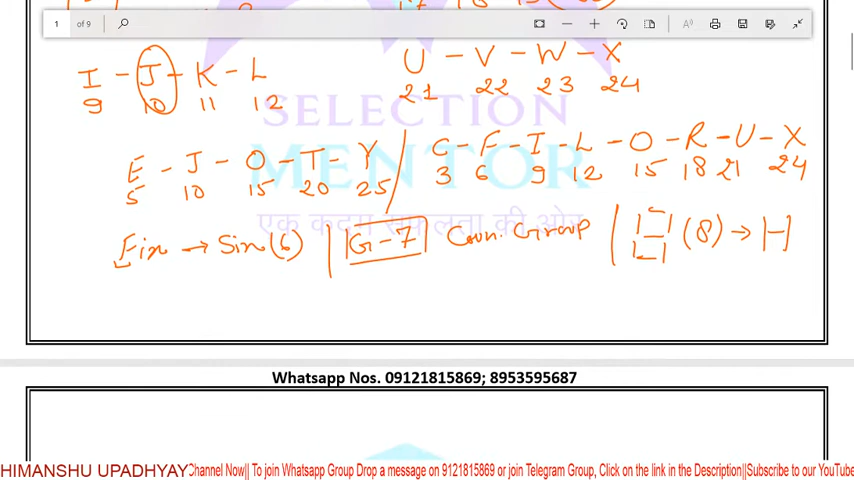 1 of 9
I - J - K - L
9 10 11 12
U - V - W - X
21 22 23 24
SELECTION
MENTOR
E - J - O - T - Y / C - F - I - L - O - R - U - X
5 10 15 20 25 3 6 9 12 15 18 21 24
एक कदम सफलता की ओर
→ Six (6) | G-7 Coun. Group | (8) → H
Whatsapp Nos. 09121815869; 8953595687
HIMANSHU UPADHYAY Channel Now|| To join Whatsapp Group Drop a message on 9121815869 or join Telegram Group, Click on the link in the Description||Subscribe to our YouTube